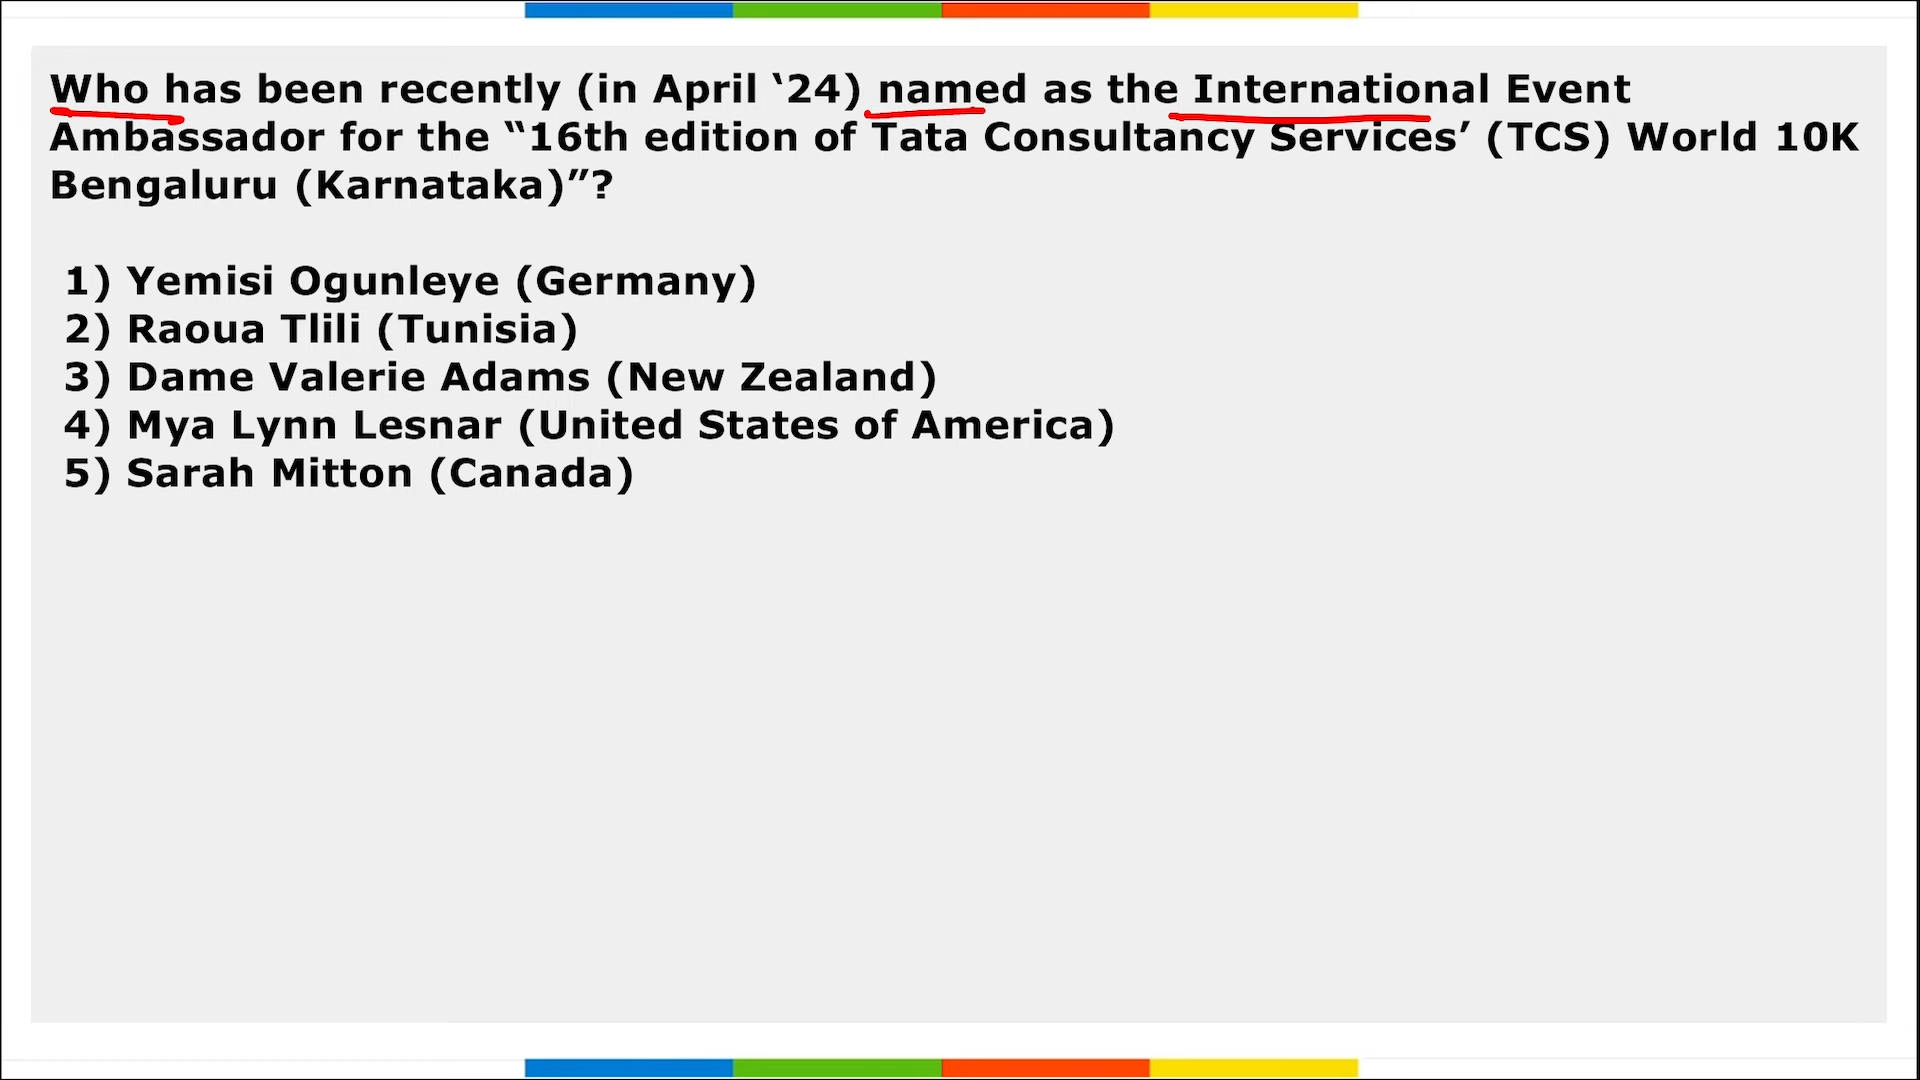 Who has been recently (in April ‘24) named as the International Event
Ambassador for the “16th edition of Tata Consultancy Services’ (TCS) World 10K
Bengaluru (Karnataka)”?
1) Yemisi Ogunleye (Germany)
2) Raoua Tlili (Tunisia)
3) Dame Valerie Adams (New Zealand)
4) Mya Lynn Lesnar (United States of America)
5) Sarah Mitton (Canada)